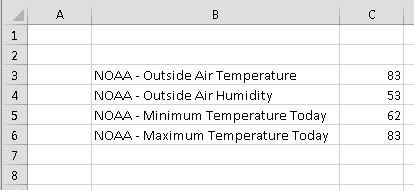 A B C
1
2
3 NOAA - Outside Air Temperature 83
4 NOAA - Outside Air Humidity 53
5 NOAA - Minimum Temperature Today 62
6 NOAA - Maximum Temperature Today 83
7
8